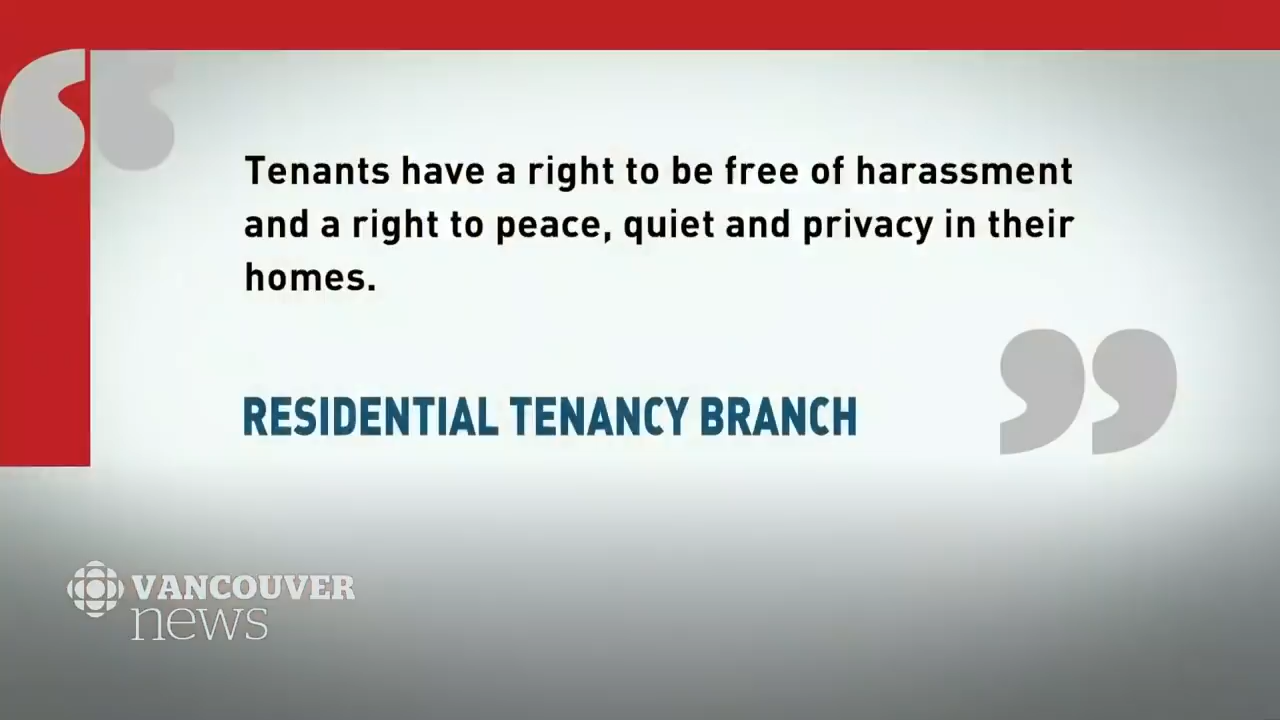 Tenants have a right to be free of harassment
and a right to peace, quiet and privacy in their
homes.
RESIDENTIAL TENANCY BRANCH
VANCOUVER
news